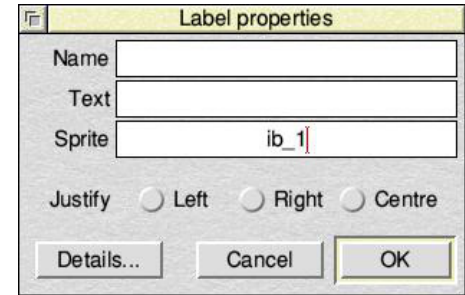 Label properties
Name
Text
Sprite ib_1
Justify Left Right Centre
Details... Cancel OK